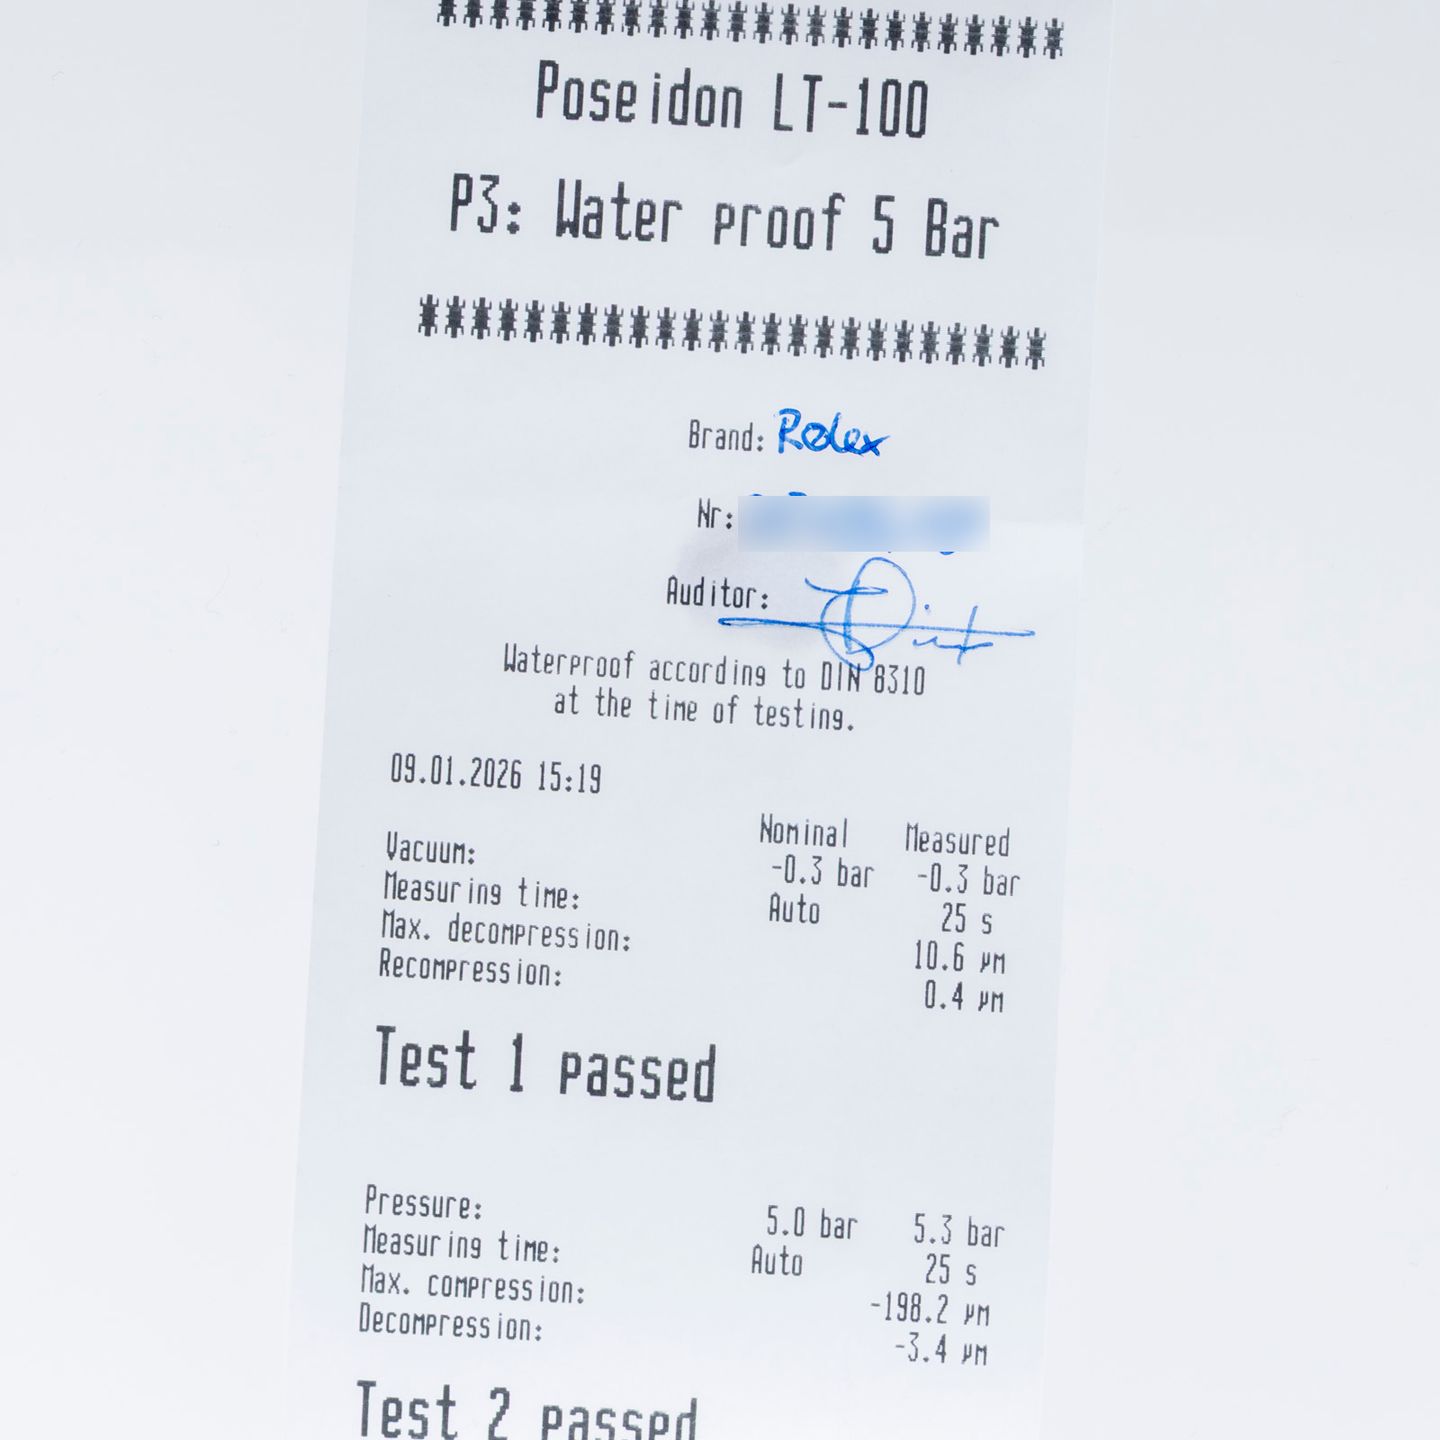 Poseidon LT-100
P3: Water proof 5 Bar
Brand: Rolex
Nr:
Auditor:
Waterproof according to DIN 8310
at the time of testing.
09.01.2026 15:19
Nominal Measured
Vacuum: -0.3 bar -0.3 bar
Measuring time: Auto 25 s
Max. decompression: 10.6 µm
Recompression: 0.4 µm
Test 1 passed
Pressure: 5.0 bar 5.3 bar
Measuring time: Auto 25 s
Max. compression: -198.2 µm
Decompression: -3.4 µm
Test 2 passed